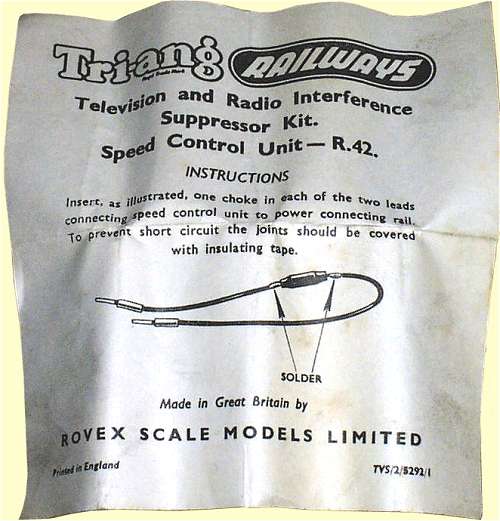 Tri-ang RAILWAYS
Television and Radio Interference
Suppressor Kit.
Speed Control Unit — R.42.
INSTRUCTIONS
Insert, as illustrated, one choke in each of the two leads
connecting speed control unit to power connecting rail.
To prevent short circuit the joints should be covered
with insulating tape.
SOLDER
Made in Great Britain by
ROVEX SCALE MODELS LIMITED
Printed in England
TVS/2/5292/1